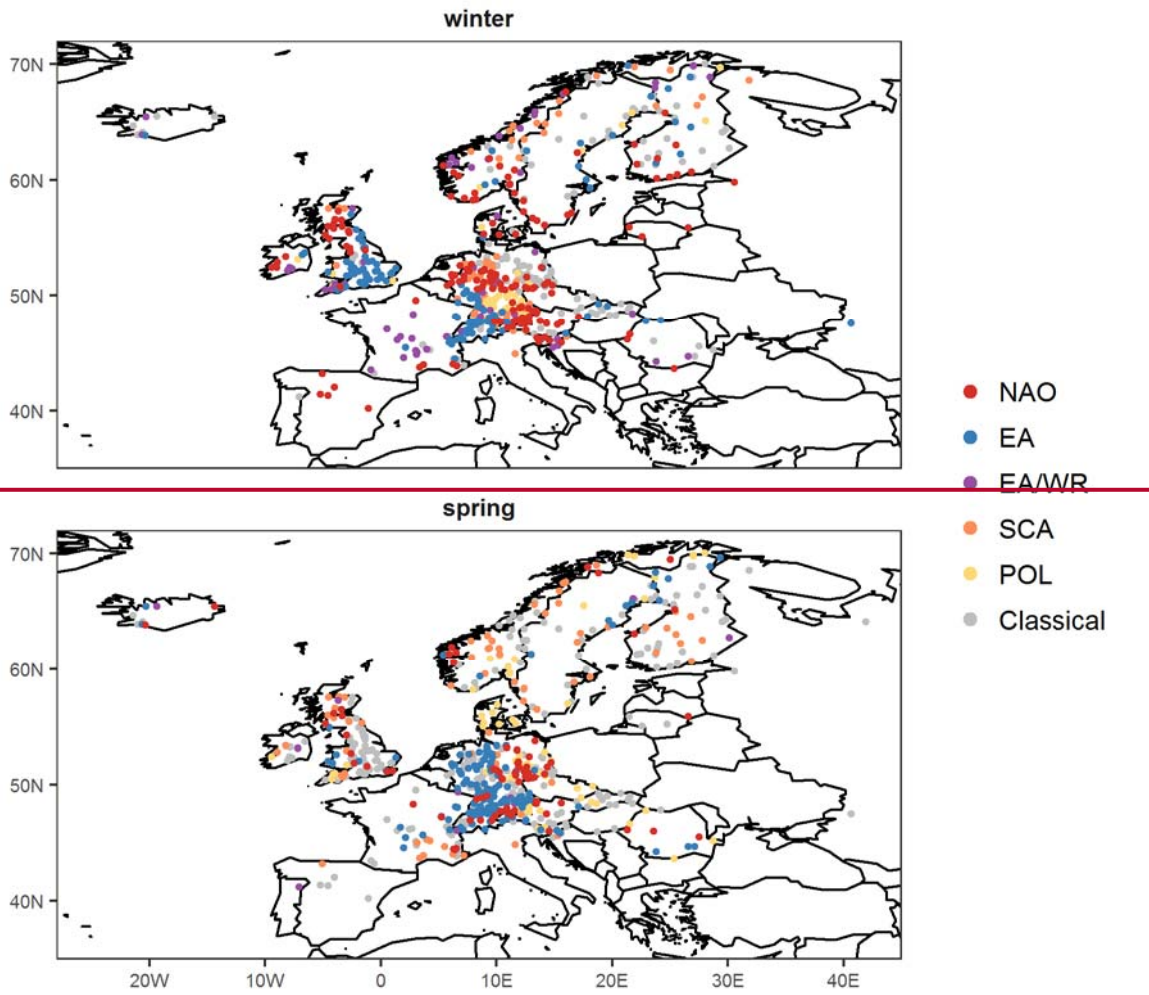 winter
70N
60N
50N
40N
NAO
EA
EA/WR
SCA
POL
Classical
spring
70N
60N
50N
40N
20W
10W
0
10E
20E
30E
40E